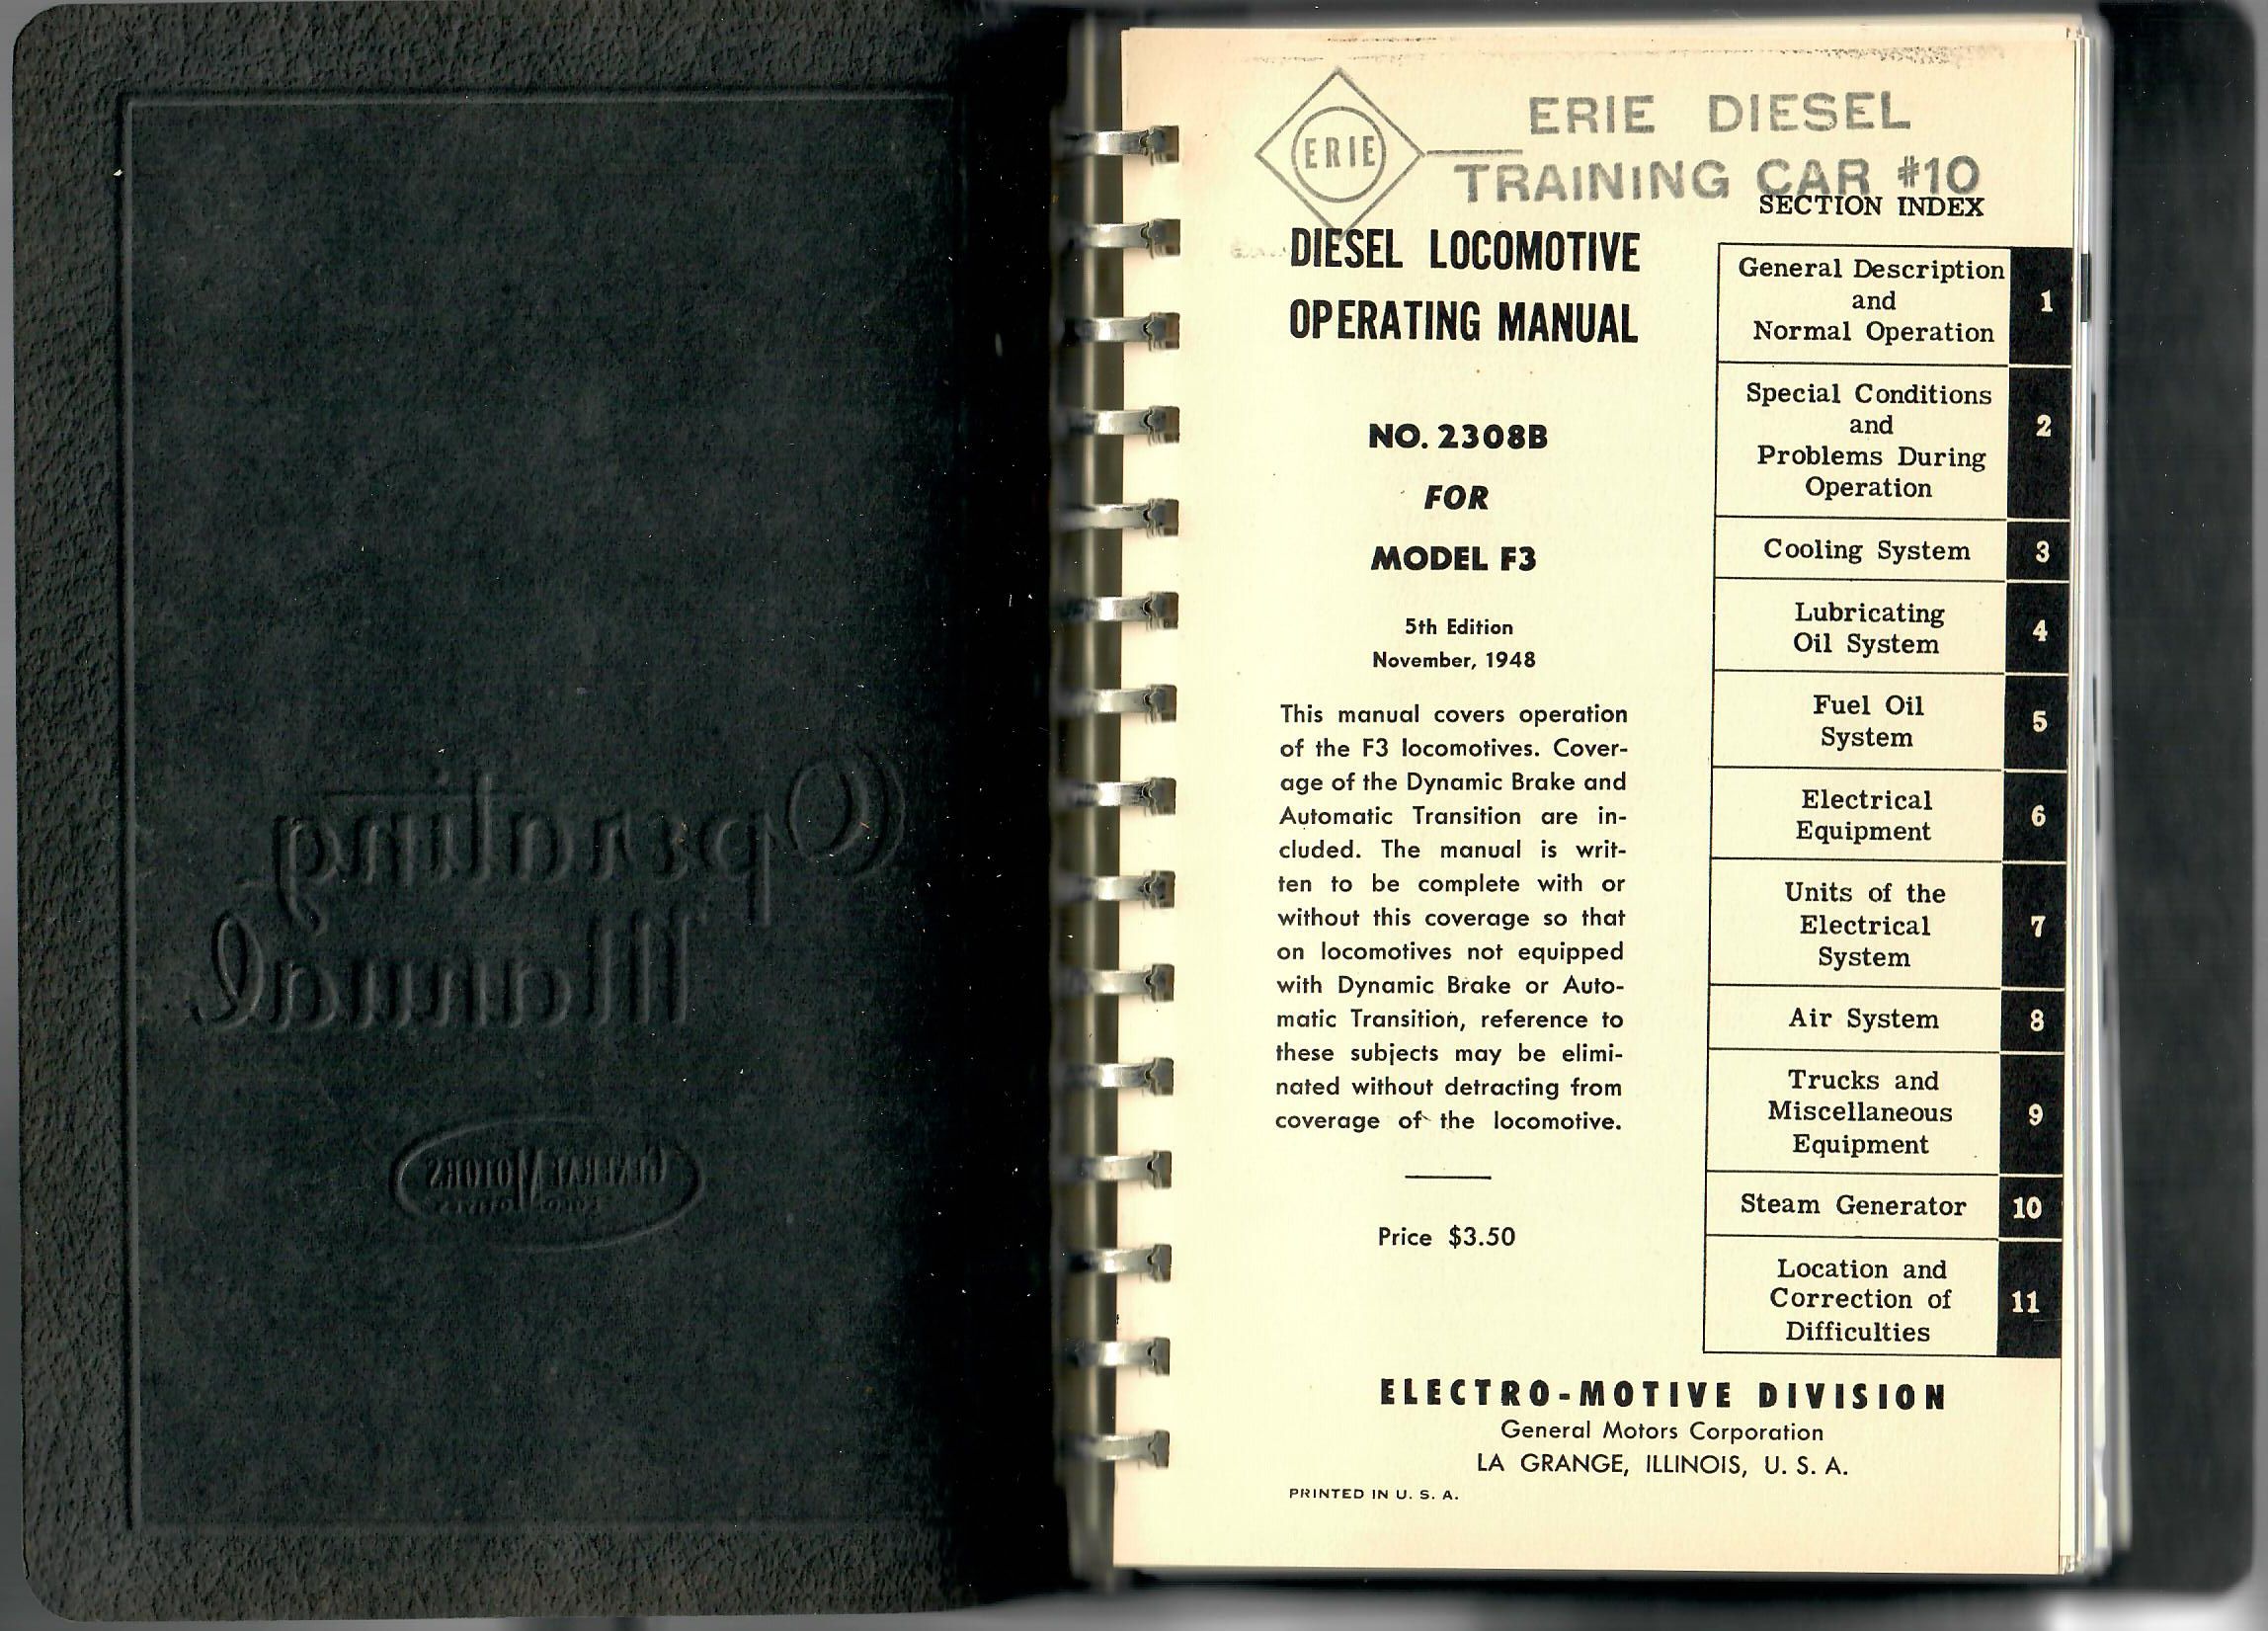 Operating
Manual
GENERAL MOTORS
LOCOMOTIVES
ERIE
ERIE DIESEL
TRAINING CAR #10
DIESEL LOCOMOTIVE
OPERATING MANUAL
NO. 2308B
FOR
MODEL F3
5th Edition
November, 1948
This manual covers operation
of the F3 locomotives. Cover-
age of the Dynamic Brake and
Automatic Transition are in-
cluded. The manual is writ-
ten to be complete with or
without this coverage so that
on locomotives not equipped
with Dynamic Brake or Auto-
matic Transition, reference to
these subjects may be elimi-
nated without detracting from
coverage of the locomotive.
Price $3.50
SECTION INDEX
General Description
and
Normal Operation
1
Special Conditions
and
Problems During
Operation
2
Cooling System
3
Lubricating
Oil System
4
Fuel Oil
System
5
Electrical
Equipment
6
Units of the
Electrical
System
7
Air System
8
Trucks and
Miscellaneous
Equipment
9
Steam Generator
10
Location and
Correction of
Difficulties
11
ELECTRO-MOTIVE DIVISION
General Motors Corporation
LA GRANGE, ILLINOIS, U. S. A.
PRINTED IN U. S. A.